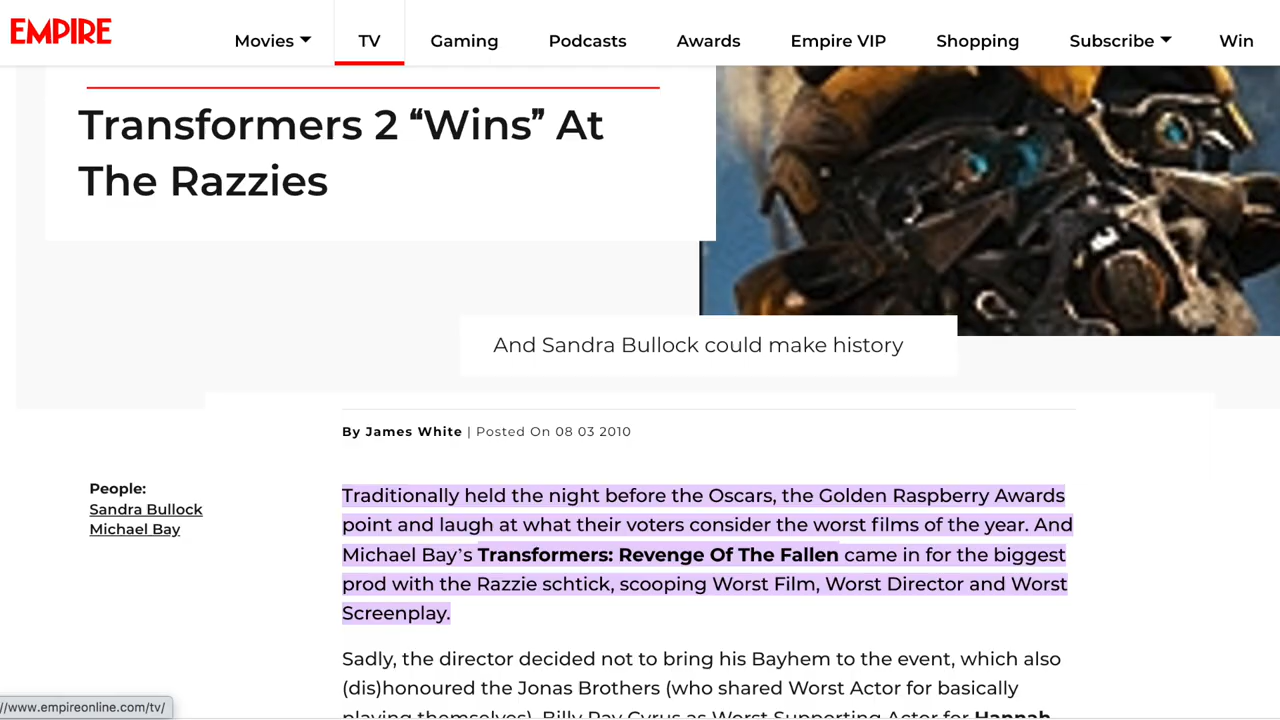 EMPIRE
Movies TV Gaming Podcasts Awards Empire VIP Shopping Subscribe Win
Transformers 2 “Wins” At
The Razzies
And Sandra Bullock could make history
By James White | Posted On 08 03 2010
People:
Sandra Bullock
Michael Bay
Traditionally held the night before the Oscars, the Golden Raspberry Awards
point and laugh at what their voters consider the worst films of the year. And
Michael Bay’s Transformers: Revenge Of The Fallen came in for the biggest
prod with the Razzie schtick, scooping Worst Film, Worst Director and Worst
Screenplay.
Sadly, the director decided not to bring his Bayhem to the event, which also
(dis)honoured the Jonas Brothers (who shared Worst Actor for basically
playing themselves), Billy Ray Cyrus as Worst Supporting Actor for Hannah
//www.empireonline.com/tv/